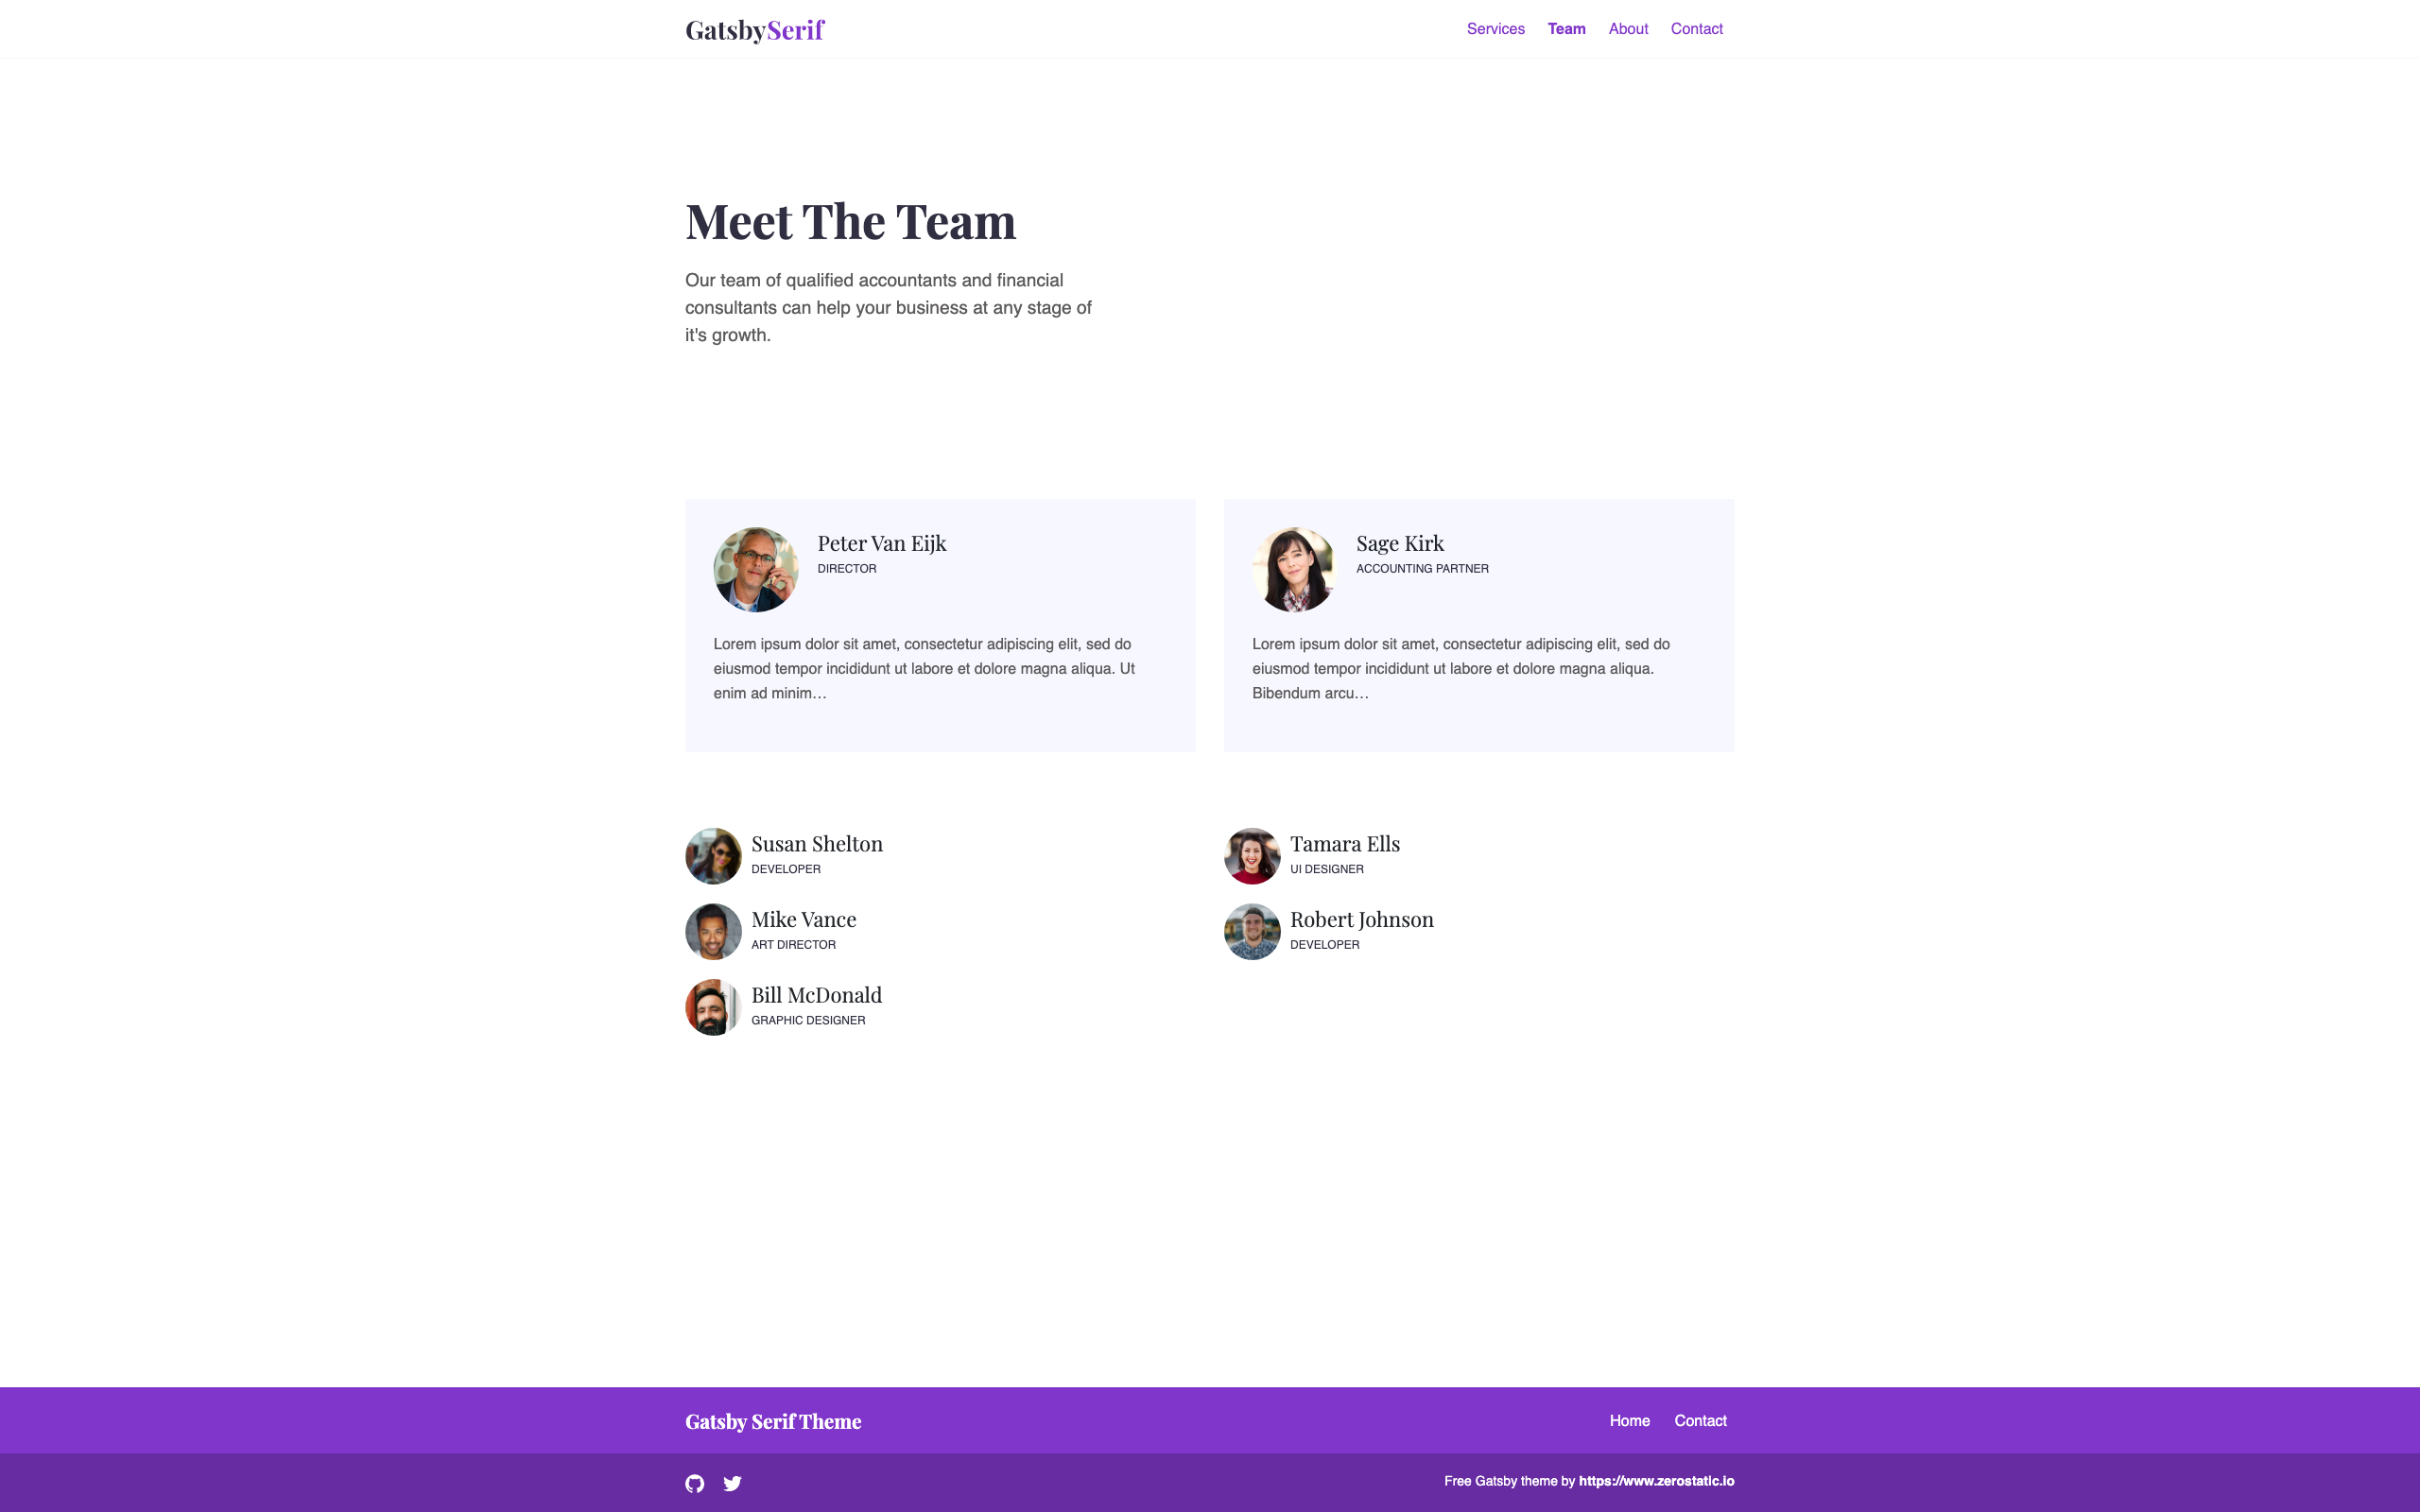 GatsbySerif
Services Team About Contact
Meet The Team
Our team of qualified accountants and financial
consultants can help your business at any stage of
it's growth.
Peter Van Eijk
DIRECTOR
Lorem ipsum dolor sit amet, consectetur adipiscing elit, sed do
eiusmod tempor incididunt ut labore et dolore magna aliqua. Ut
enim ad minim…
Sage Kirk
ACCOUNTING PARTNER
Lorem ipsum dolor sit amet, consectetur adipiscing elit, sed do
eiusmod tempor incididunt ut labore et dolore magna aliqua.
Bibendum arcu…
Susan Shelton
DEVELOPER
Tamara Ells
UI DESIGNER
Mike Vance
ART DIRECTOR
Robert Johnson
DEVELOPER
Bill McDonald
GRAPHIC DESIGNER
Gatsby Serif Theme
Home Contact
Free Gatsby theme by https://www.zerostatic.io